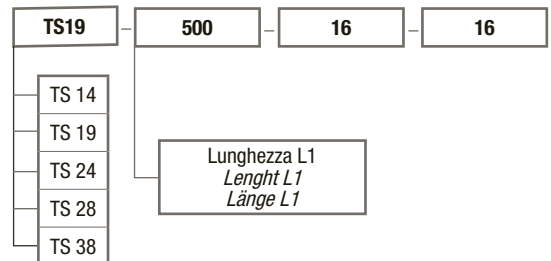 TS19 – 500 – 16 – 16
TS 14
TS 19
TS 24
TS 28
TS 38
Lunghezza L1
Lenght L1
Länge L1